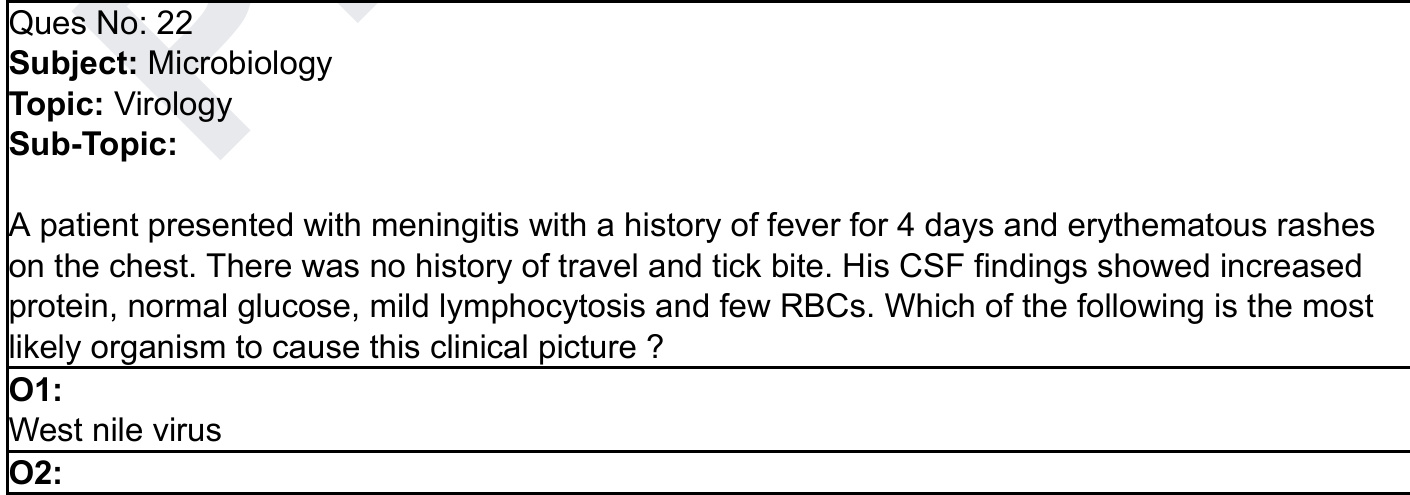 Ques No: 22
Subject: Microbiology
Topic: Virology
Sub-Topic:
A patient presented with meningitis with a history of fever for 4 days and erythematous rashes
on the chest. There was no history of travel and tick bite. His CSF findings showed increased
protein, normal glucose, mild lymphocytosis and few RBCs. Which of the following is the most
likely organism to cause this clinical picture ?
O1:
West nile virus
O2: